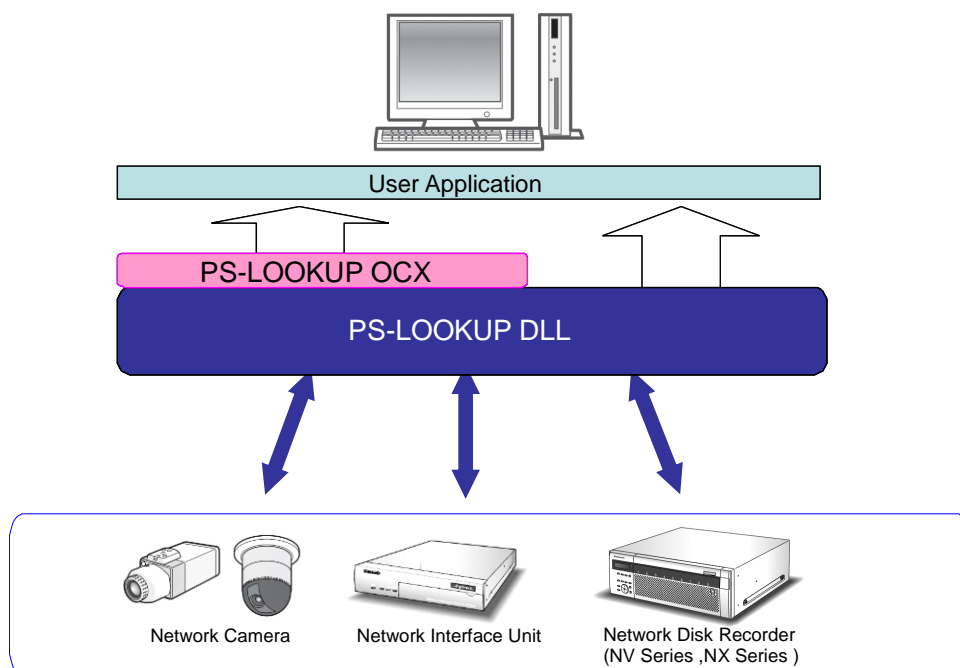 User Application
PS-LOOKUP OCX
PS-LOOKUP DLL
Network Camera
Network Interface Unit
Network Disk Recorder
(NV Series ,NX Series )